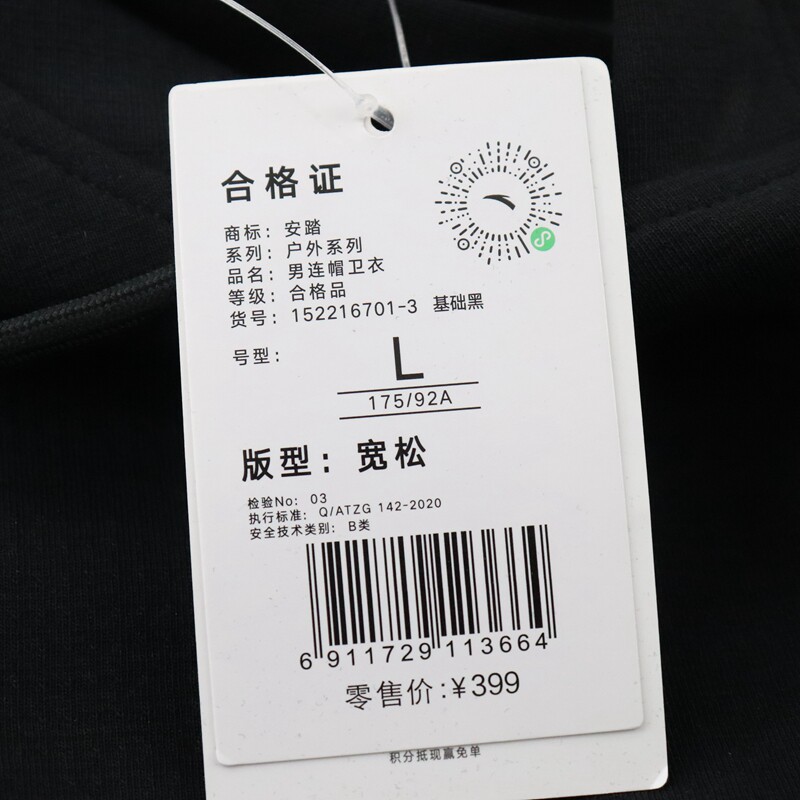 合格证
商标：安踏
系列：户外系列
品名：男连帽卫衣
等级：合格品
货号：152216701-3 基础黑
号型：
L
175/92A
版型：宽松
检验No：03
执行标准：Q/ATZG 142-2020
安全技术类别：B类
6 911729 113664
零售价:¥399
积分抵现赢免单